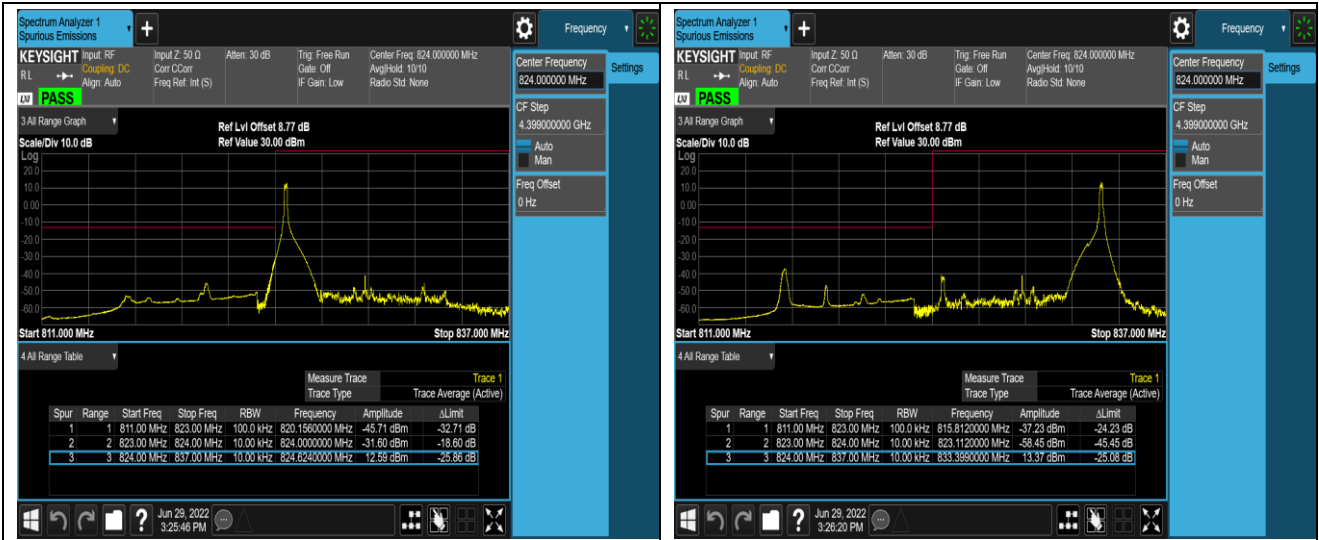 Spectrum Analyzer 1
Spurious Emissions
+
Frequency
KEYSIGHT Input: RF Input Z: 50 Ω Atten: 30 dB Trig: Free Run Center Freq: 824.000000 MHz
RL Coupling: DC Corr CCorr Gate: Off Avg|Hold: 10/10
Align: Auto Freq Ref: Int (S) IF Gain: Low Radio Std: None
PASS
Center Frequency
824.000000 MHz
Settings
CF Step
4.399000000 GHz
Auto
Man
Freq Offset
0 Hz
3 All Range Graph
Ref Lvl Offset 8.77 dB
Scale/Div 10.0 dB Ref Value 30.00 dBm
Log
20.0
10.0
0.00
-10.0
-20.0
-30.0
-40.0
-50.0
-60.0
Start 811.000 MHz Stop 837.000 MHz
4 All Range Table
Measure Trace Trace 1
Trace Type Trace Average (Active)
Spur Range Start Freq Stop Freq RBW Frequency Amplitude ΔLimit
1 1 811.00 MHz 823.00 MHz 100.0 kHz 820.1560000 MHz -45.71 dBm -32.71 dB
2 2 823.00 MHz 824.00 MHz 10.00 kHz 824.0000000 MHz -31.60 dBm -18.60 dB
3 3 824.00 MHz 837.00 MHz 10.00 kHz 824.6240000 MHz 12.59 dBm -25.86 dB
?
Jun 29, 2022
3:25:46 PM
Spectrum Analyzer 1
Spurious Emissions
+
Frequency
KEYSIGHT Input: RF Input Z: 50 Ω Atten: 30 dB Trig: Free Run Center Freq: 824.000000 MHz
RL Coupling: DC Corr CCorr Gate: Off Avg|Hold: 10/10
Align: Auto Freq Ref: Int (S) IF Gain: Low Radio Std: None
PASS
Center Frequency
824.000000 MHz
Settings
CF Step
4.399000000 GHz
Auto
Man
Freq Offset
0 Hz
3 All Range Graph
Ref Lvl Offset 8.77 dB
Scale/Div 10.0 dB Ref Value 30.00 dBm
Log
20.0
10.0
0.00
-10.0
-20.0
-30.0
-40.0
-50.0
-60.0
Start 811.000 MHz Stop 837.000 MHz
4 All Range Table
Measure Trace Trace 1
Trace Type Trace Average (Active)
Spur Range Start Freq Stop Freq RBW Frequency Amplitude ΔLimit
1 1 811.00 MHz 823.00 MHz 100.0 kHz 815.8120000 MHz -37.23 dBm -24.23 dB
2 2 823.00 MHz 824.00 MHz 10.00 kHz 823.1120000 MHz -58.45 dBm -45.45 dB
3 3 824.00 MHz 837.00 MHz 10.00 kHz 833.3990000 MHz 13.37 dBm -25.08 dB
?
Jun 29, 2022
3:26:20 PM